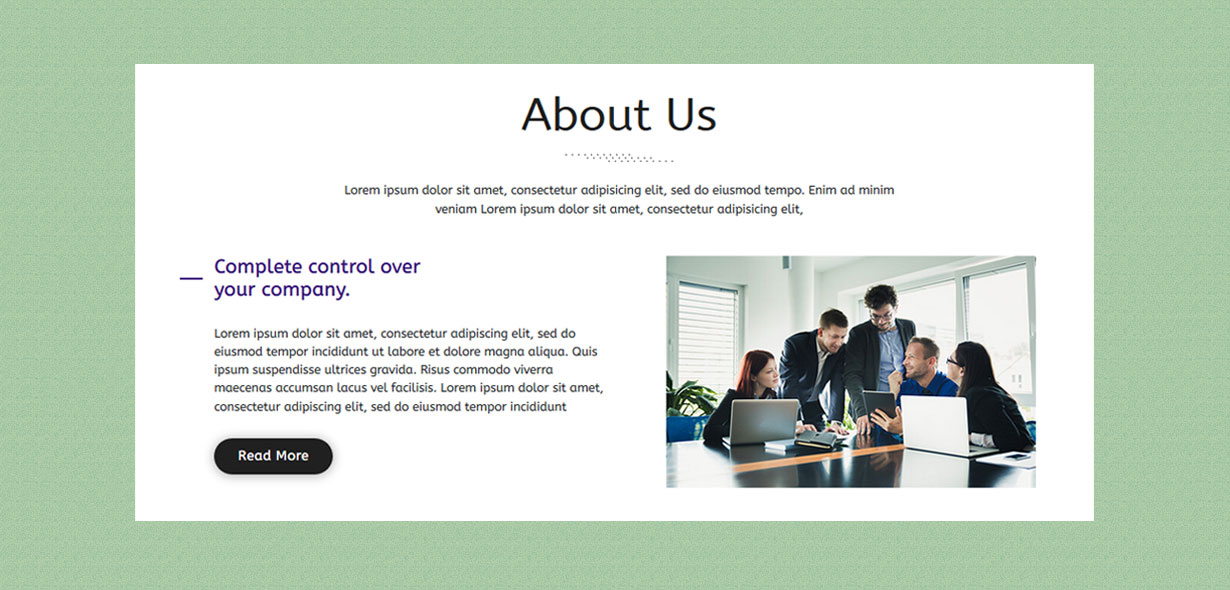 About Us
Lorem ipsum dolor sit amet, consectetur adipisicing elit, sed do eiusmod tempo. Enim ad minim
veniam Lorem ipsum dolor sit amet, consectetur adipisicing elit,
Complete control over
your company.
Lorem ipsum dolor sit amet, consectetur adipiscing elit, sed do
eiusmod tempor incididunt ut labore et dolore magna aliqua. Quis
ipsum suspendisse ultrices gravida. Risus commodo viverra
maecenas accumsan lacus vel facilisis. Lorem ipsum dolor sit amet,
consectetur adipiscing elit, sed do eiusmod tempor incididunt
Read More